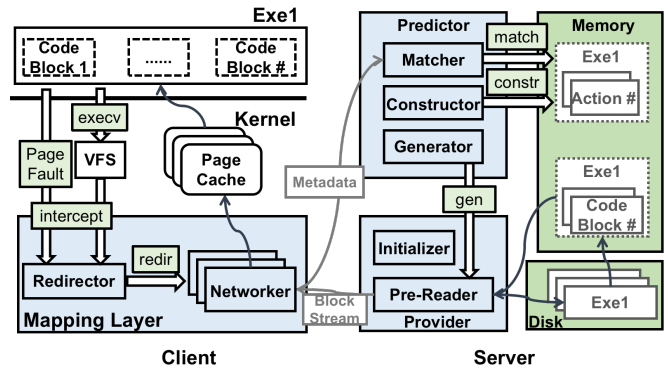 Exe1
Code
Block 1
......
Code
Block #
Kernel
execv
Page
Fault
VFS
Page
Cache
intercept
redir
Redirector
Networker
Mapping Layer
Client
Metadata
Block
Stream
Predictor
Matcher
Constructor
Generator
match
constr
gen
Initializer
Pre-Reader
Provider
Memory
Exe1
Action #
Exe1
Code
Block #
Exe1
Disk
Server